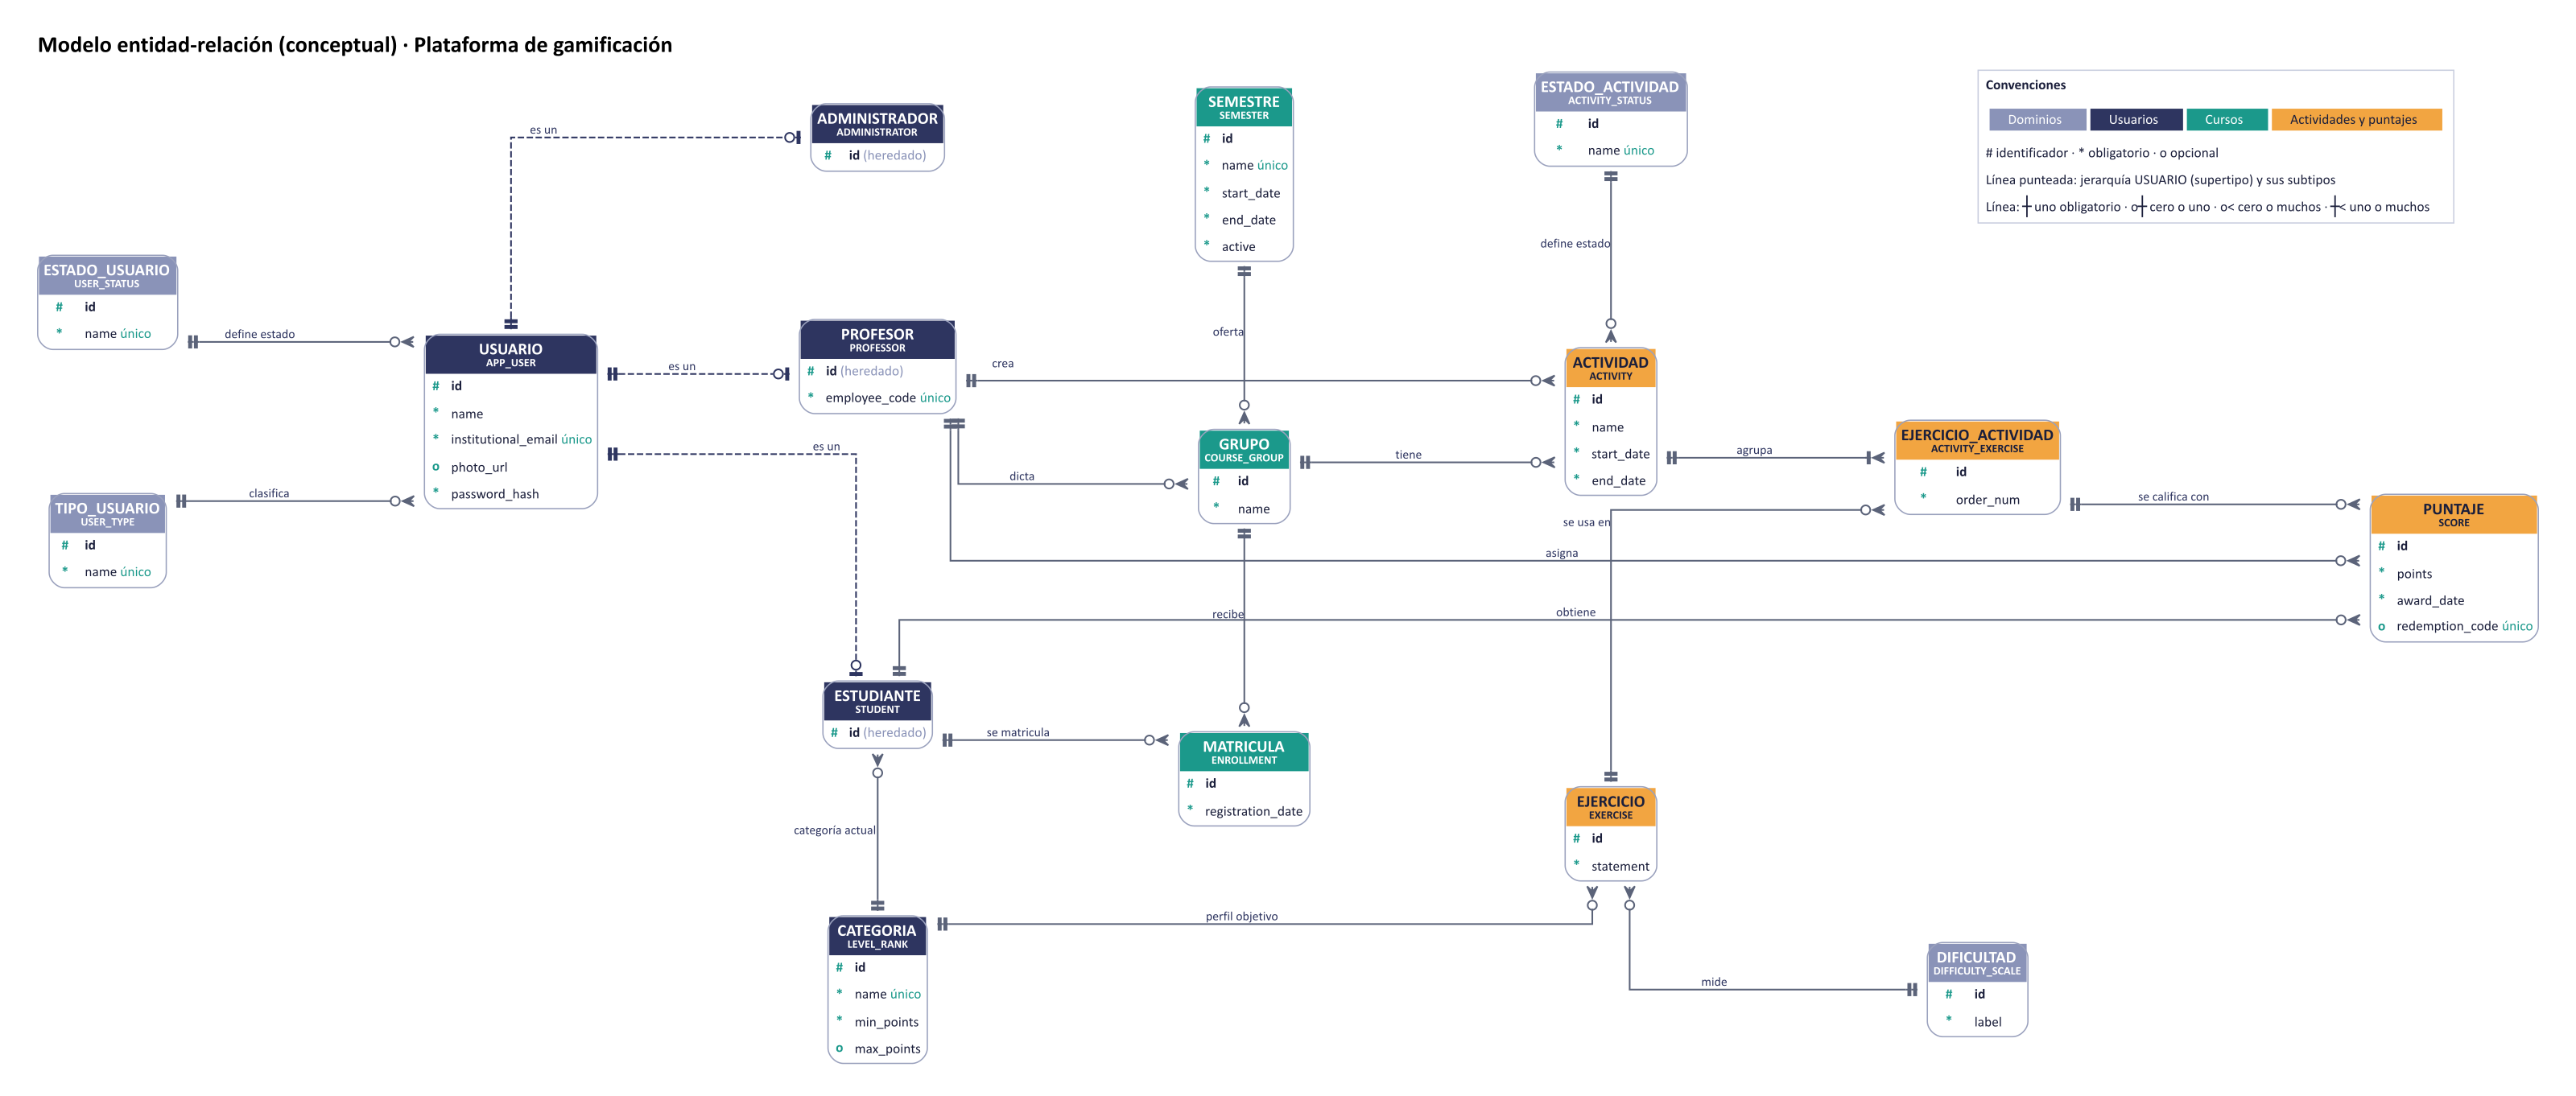 Modelo entidad-relación (conceptual) · Plataforma de gamificación
Convenciones
Dominios
Usuarios
Cursos
Actividades y puntajes
# identificador · * obligatorio · o opcional
Línea punteada: jerarquía USUARIO (supertipo) y sus subtipos
Línea: ┼ uno obligatorio · o┼ cero o uno · o< cero o muchos · ┼< uno o muchos
ADMINISTRADOR
ADMINISTRATOR
# id (heredado)
es un
SEMESTRE
SEMESTER
# id
* name único
* start_date
* end_date
* active
ESTADO_ACTIVIDAD
ACTIVITY_STATUS
# id
* name único
define estado
ESTADO_USUARIO
USER_STATUS
# id
* name único
define estado
USUARIO
APP_USER
# id
* name
* institutional_email único
o photo_url
* password_hash
es un
es un
PROFESOR
PROFESSOR
# id (heredado)
* employee_code único
crea
oferta
dicta
GRUPO
COURSE_GROUP
# id
* name
tiene
ACTIVIDAD
ACTIVITY
# id
* name
* start_date
* end_date
agrupa
EJERCICIO_ACTIVIDAD
ACTIVITY_EXERCISE
# id
* order_num
se califica con
se usa en
TIPO_USUARIO
USER_TYPE
# id
* name único
clasifica
asigna
PUNTAJE
SCORE
# id
* points
* award_date
o redemption_code único
recibe
obtiene
ESTUDIANTE
STUDENT
# id (heredado)
se matricula
MATRICULA
ENROLLMENT
# id
* registration_date
EJERCICIO
EXERCISE
# id
* statement
categoría actual
CATEGORIA
LEVEL_RANK
# id
* name único
* min_points
o max_points
perfil objetivo
mide
DIFICULTAD
DIFFICULTY_SCALE
# id
* label